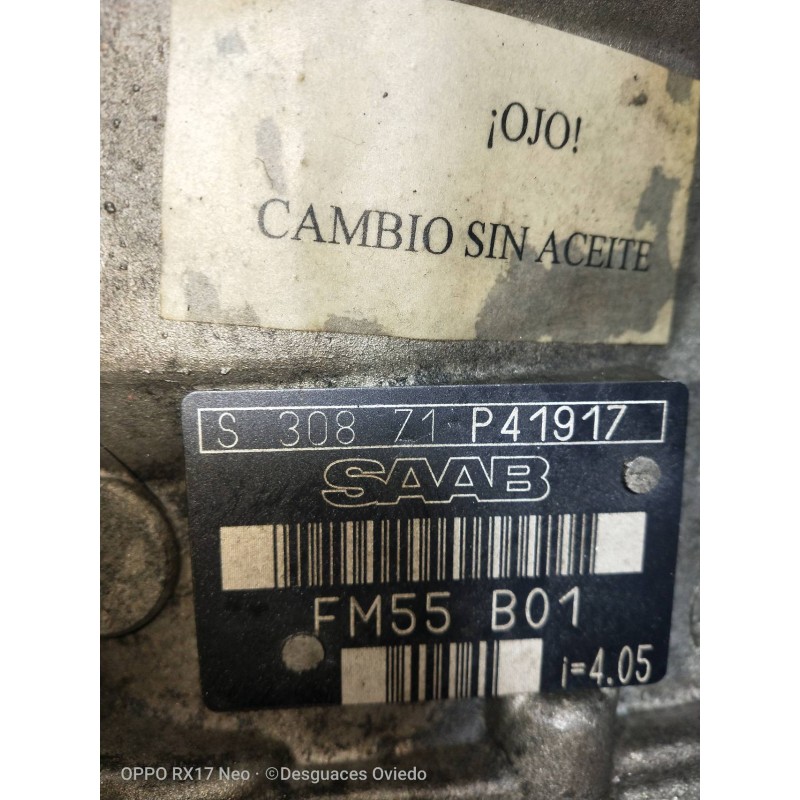 ¡OJO!
CAMBIO SIN ACEITE
S 308 71 P41917
SAAB
FM55 B01
i=4.05
OPPO RX17 Neo · ©Desguaces Oviedo